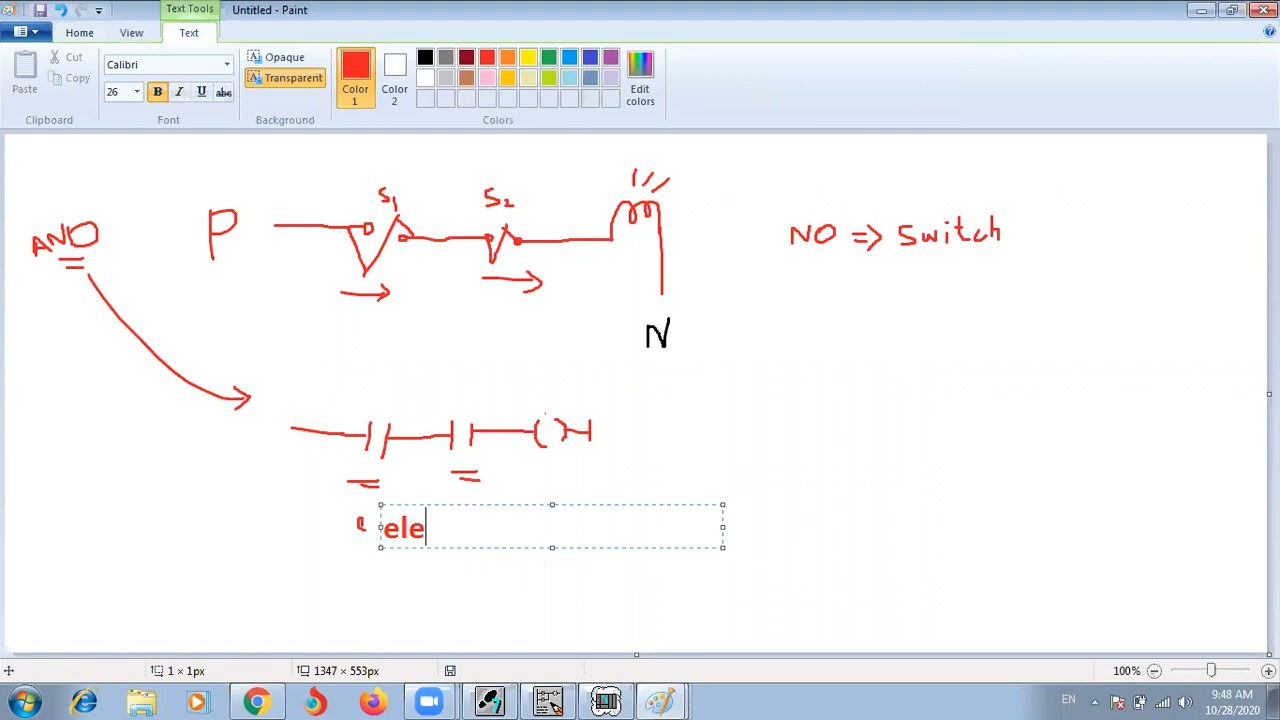 Text Tools
Untitled - Paint
Home
View
Text
Paste
Cut
Copy
Clipboard
Calibri
26
B I U abc
Font
Opaque
Transparent
Background
Color 1
Color 2
Edit colors
Colors
S1
S2
AND
P
NO => Switch
N
ele
1 × 1px
1347 × 553px
100%
EN
9:48 AM
10/28/2020